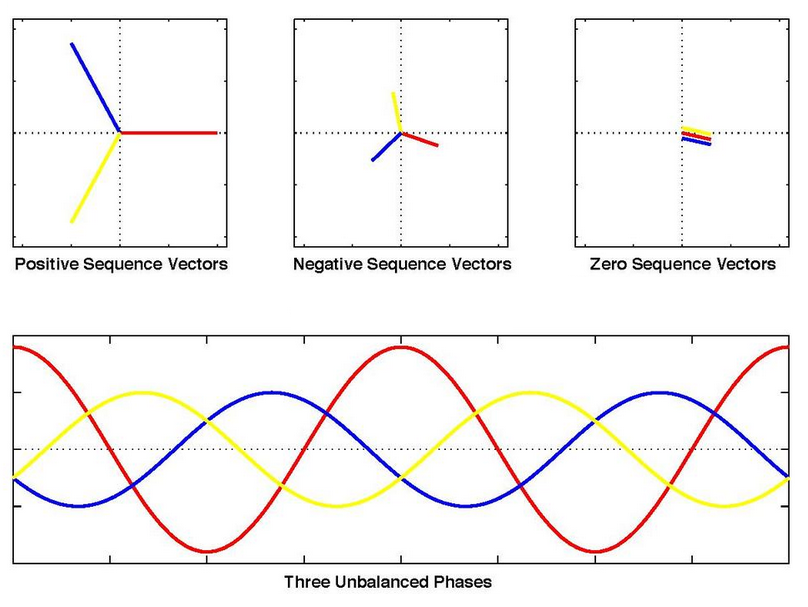 Positive Sequence Vectors
Negative Sequence Vectors
Zero Sequence Vectors
Three Unbalanced Phases